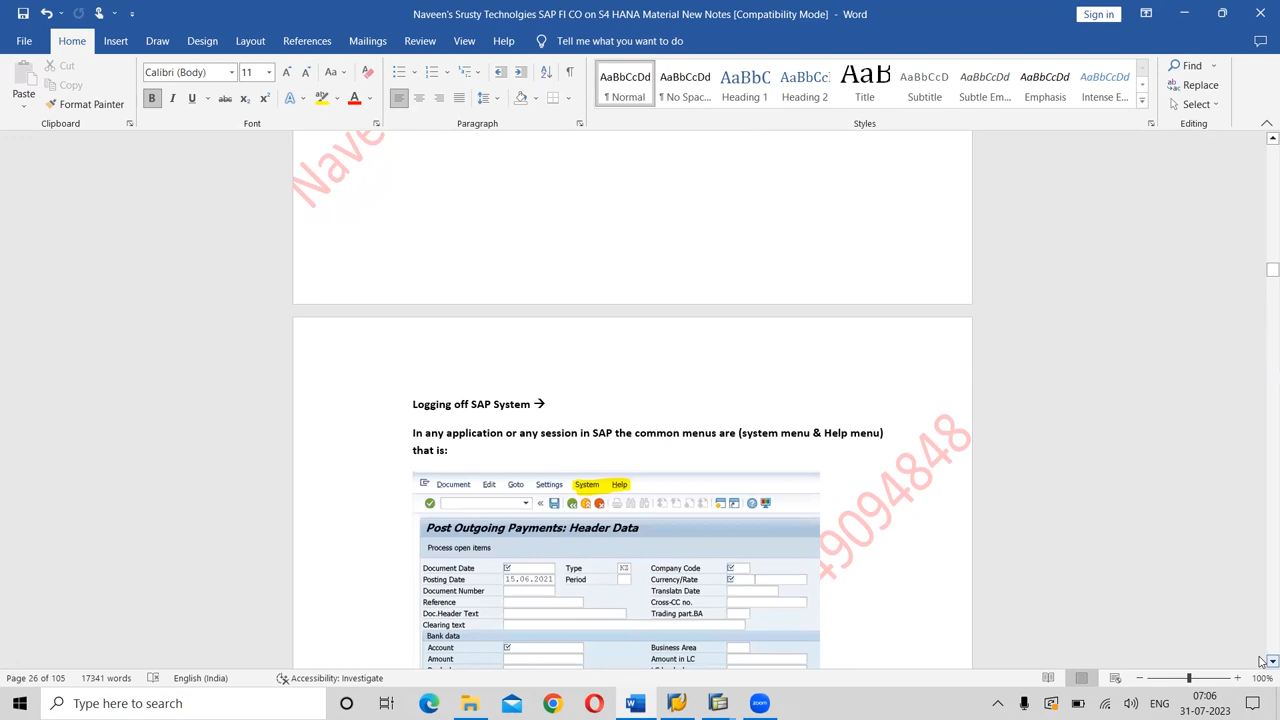 Naveen's Srusty Technolgies SAP FI CO on S4 HANA Material New Notes [Compatibility Mode] - Word
Sign in
File Home Insert Draw Design Layout References Mailings Review View Help Tell me what you want to do
Paste
Cut
Copy
Format Painter
Clipboard
Calibri (Body) 11
Font
Paragraph
AaBbCcDd AaBbCcDd AaBbC AaBbCc AaB AaBbCcD AaBbCcDd AaBbCcDd AaBbCcDd
¶ Normal ¶ No Spac... Heading 1 Heading 2 Title Subtitle Subtle Em... Emphasis Intense E...
Styles
Find
Replace
Select
Editing
Nave
Logging off SAP System →
In any application or any session in SAP the common menus are (system menu & Help menu)
that is:
49094848
Document Edit Goto Settings System Help
Post Outgoing Payments: Header Data
Process open items
Document Date Type KZ Company Code
Posting Date 15.06.2021 Period Currency/Rate
Document Number Translatn Date
Reference Cross-CC no.
Doc.Header Text Trading part.BA
Clearing text
Bank data
Account Business Area
Amount Amount in LC
Page 26 of 105 17341 words English (India) Accessibility: Investigate 100%
Type here to search
zoom
ENG
07:06
31-07-2023